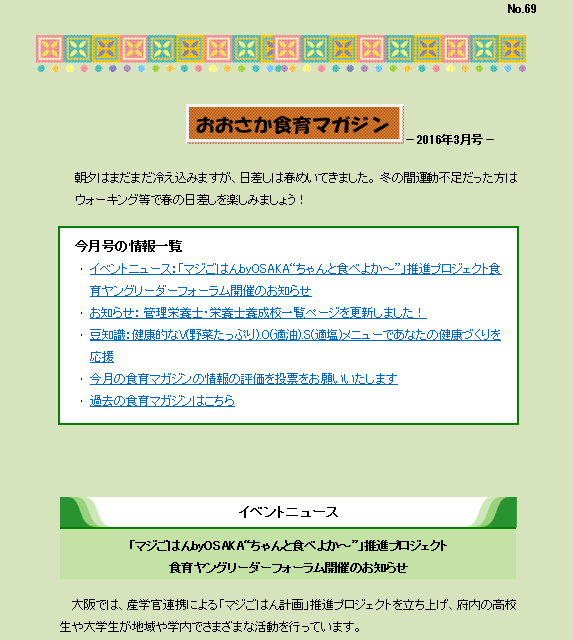 No.69
おおさか食育マガジン －2016年3月号－
朝夕はまだまだ冷え込みますが、日差しは春めいてきました。冬の間運動不足だった方は
ウォーキング等で春の日差しを楽しみましょう！
今月号の情報一覧
・ イベントニュース：「マジごはんbyOSAKA“ちゃんと食べよか～”」推進プロジェクト食
育ヤングリーダーフォーラム開催のお知らせ
・ お知らせ： 管理栄養士・栄養士養成校一覧ページを更新しました！
・ 豆知識：健康的なV(野菜たっぷり).O(適油).S(適塩)メニューであなたの健康づくりを
応援
・ 今月の食育マガジンの情報の評価を投票をお願いいたします
・ 過去の食育マガジンはこちら
イベントニュース
「マジごはんbyOSAKA“ちゃんと食べよか～”」推進プロジェクト
食育ヤングリーダーフォーラム開催のお知らせ
大阪では、産学官連携による「マジごはん計画」推進プロジェクトを立ち上げ、府内の高校
生や大学生が地域や学内でさまざまな活動を行っています。